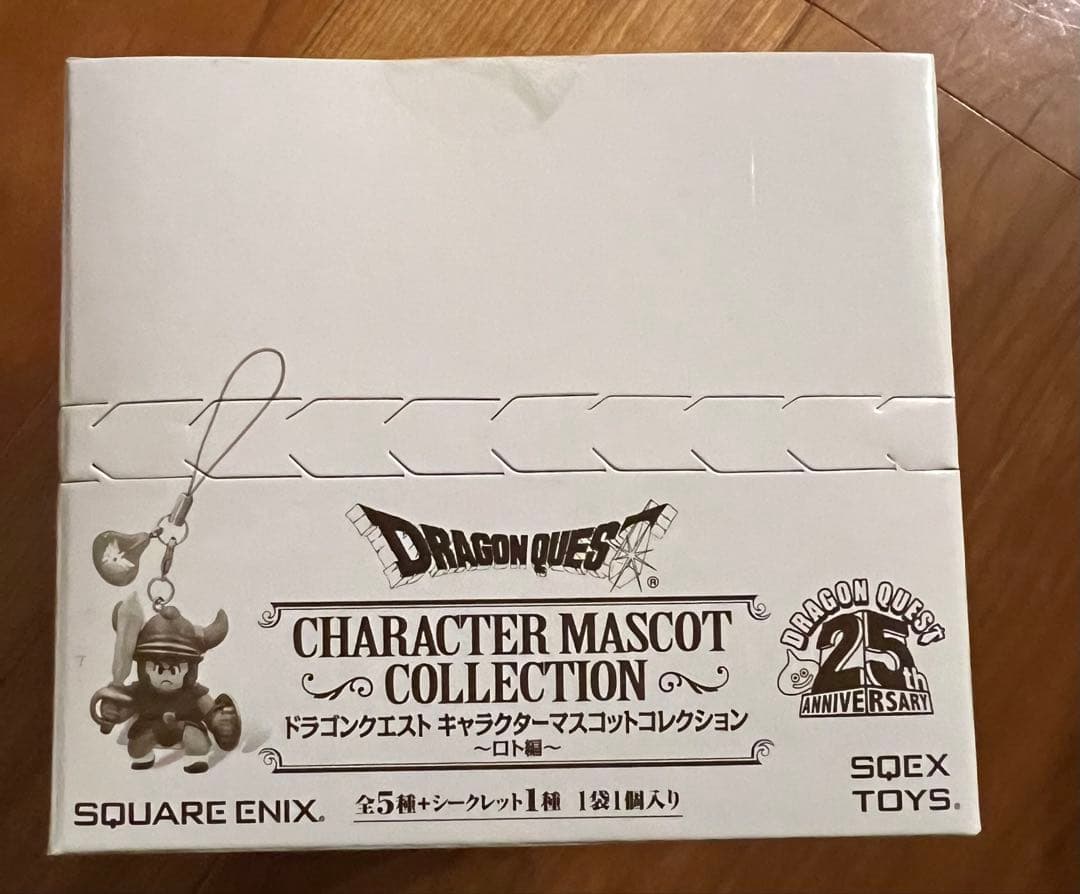 DRAGON QUEST®
CHARACTER MASCOT
COLLECTION
ドラゴンクエスト キャラクターマスコットコレクション
～ロト編～
全5種+シークレット1種 1袋1個入り
SQUARE ENIX®
DRAGON QUEST
25th
ANNIVERSARY
SQEX
TOYS®